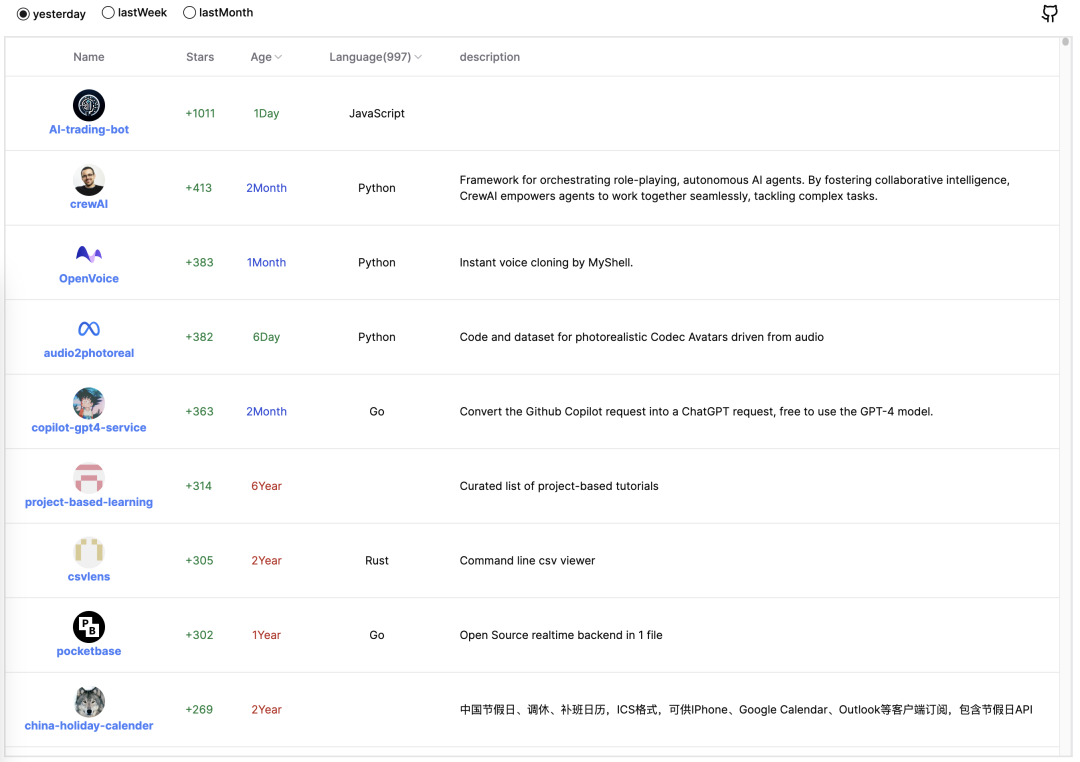 yesterday lastWeek lastMonth
Name Stars Age Language(997) description
AI-trading-bot +1011 1Day JavaScript
crewAI +413 2Month Python Framework for orchestrating role-playing, autonomous AI agents. By fostering collaborative intelligence,
CrewAI empowers agents to work together seamlessly, tackling complex tasks.
OpenVoice +383 1Month Python Instant voice cloning by MyShell.
audio2photoreal +382 6Day Python Code and dataset for photorealistic Codec Avatars driven from audio
copilot-gpt4-service +363 2Month Go Convert the Github Copilot request into a ChatGPT request, free to use the GPT-4 model.
project-based-learning +314 6Year Curated list of project-based tutorials
csvlens +305 2Year Rust Command line csv viewer
P
B
pocketbase +302 1Year Go Open Source realtime backend in 1 file
china-holiday-calender +269 2Year 中国节假日、调休、补班日历，ICS格式，可供IPhone、Google Calendar、Outlook等客户端订阅，包含节假日API